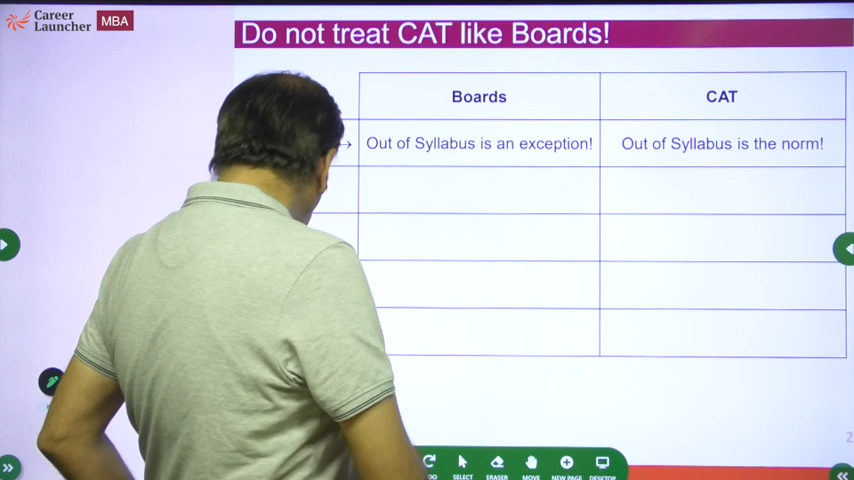 Career
Launcher
MBA
Do not treat CAT like Boards!
Boards
CAT
→ Out of Syllabus is an exception!
Out of Syllabus is the norm!
2
SELECT
ERASER
MOVE
NEW PAGE
DESKTOP